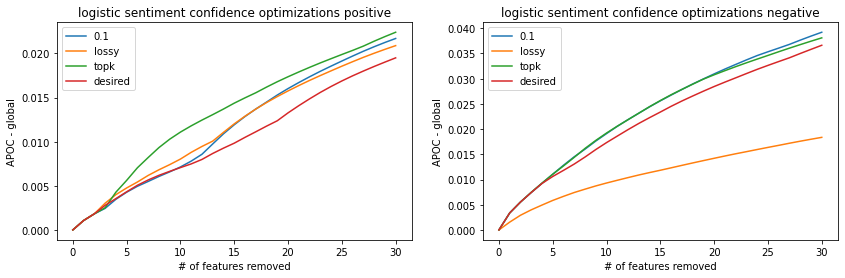 logistic sentiment confidence optimizations positive
0.1
lossy
topk
desired
APOC - global
0.020
0.015
0.010
0.005
0.000
0
5
10
15
20
25
30
# of features removed
logistic sentiment confidence optimizations negative
0.1
lossy
topk
desired
APOC - global
0.040
0.035
0.030
0.025
0.020
0.015
0.010
0.005
0.000
0
5
10
15
20
25
30
# of features removed